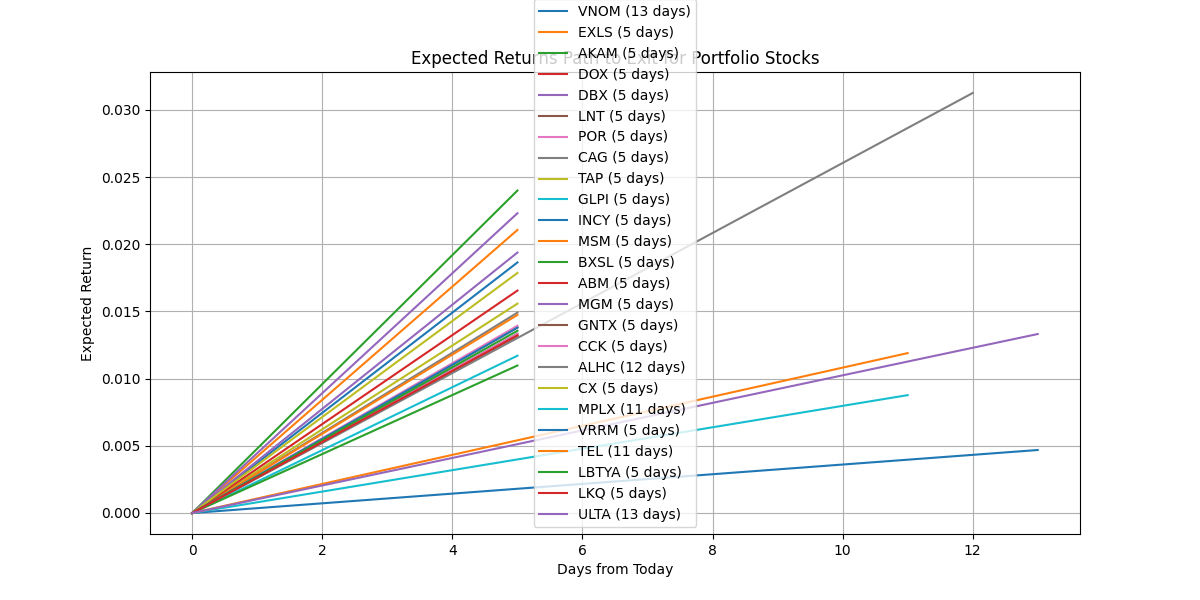 Expected Returns Path to Exit for Portfolio Stocks
VNOM (13 days)
EXLS (5 days)
AKAM (5 days)
DOX (5 days)
DBX (5 days)
LNT (5 days)
POR (5 days)
CAG (5 days)
TAP (5 days)
GLPI (5 days)
INCY (5 days)
MSM (5 days)
BXSL (5 days)
ABM (5 days)
MGM (5 days)
GNTX (5 days)
CCK (5 days)
ALHC (12 days)
CX (5 days)
MPLX (11 days)
VRRM (5 days)
TEL (11 days)
LBTYA (5 days)
LKQ (5 days)
ULTA (13 days)
Expected Return
0.030
0.025
0.020
0.015
0.010
0.005
0.000
0 2 4 6 8 10 12
Days from Today